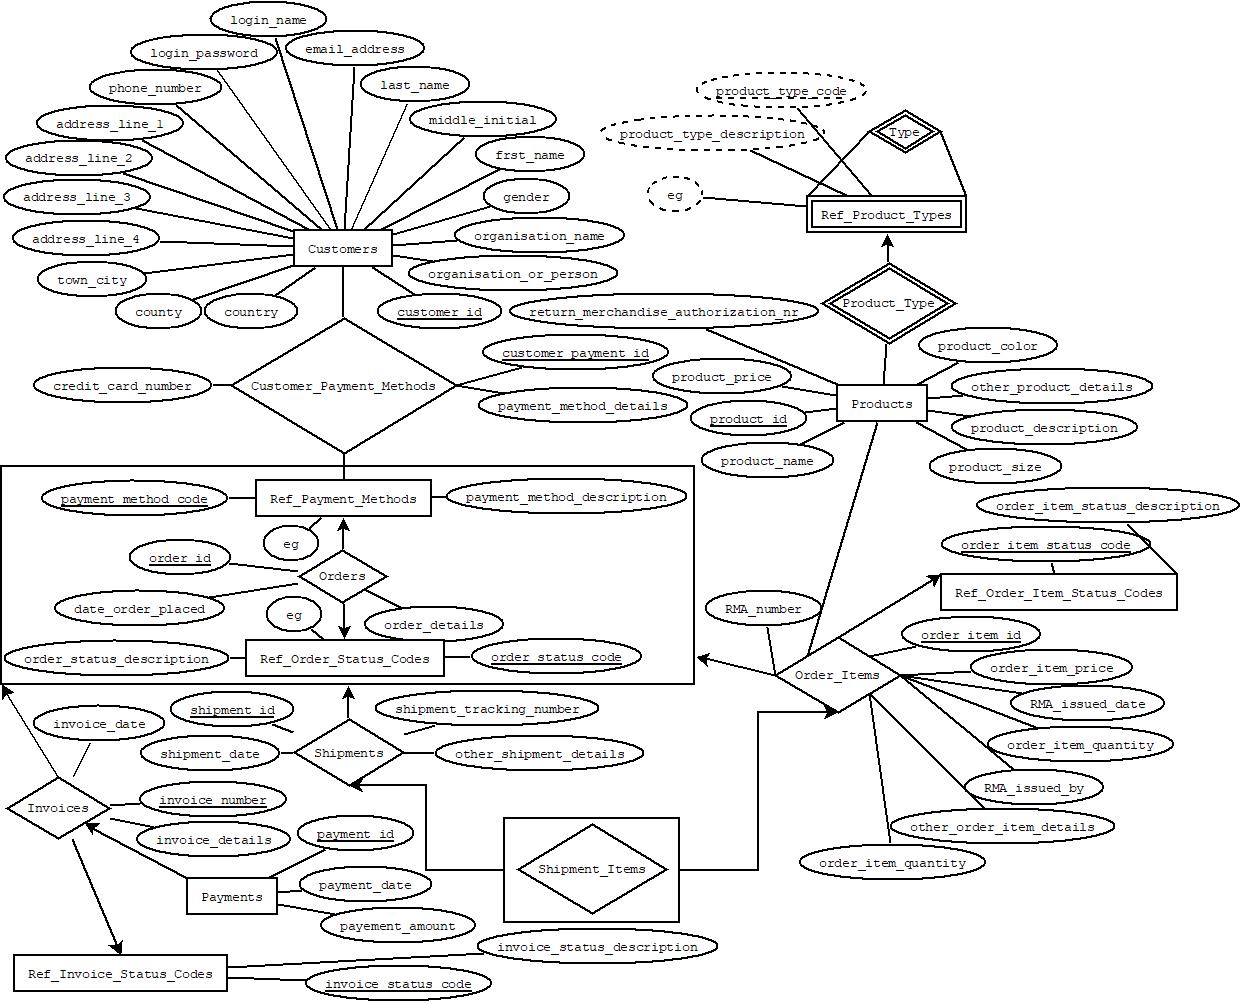 login_name
login_password
email_address
phone_number
last_name
product_type_code
address_line_1
middle_initial
product_type_description
Type
address_line_2
frst_name
address_line_3
gender
eg
Ref_Product_Types
address_line_4
Customers
organisation_name
town_city
organisation_or_person
county
country
customer_id
return_merchandise_authorization_nr
Product_Type
product_color
customer_payment_id
credit_card_number
Customer_Payment_Methods
product_price
other_product_details
payment_method_details
Products
product_id
product_description
product_name
product_size
payment_method_code
Ref_Payment_Methods
payment_method_description
order_item_status_description
eg
order_item_status_code
order_id
Orders
Ref_Order_Item_Status_Codes
date_order_placed
eg
order_details
RMA_number
order_item_id
order_status_description
Ref_Order_Status_Codes
order_status_code
Order_Items
order_item_price
RMA_issued_date
invoice_date
shipment_id
shipment_tracking_number
shipment_date
Shipments
other_shipment_details
order_item_quantity
RMA_issued_by
Invoices
invoice_number
invoice_details
payment_id
other_order_item_details
order_item_quantity
Shipment_Items
Payments
payment_date
payement_amount
invoice_status_description
Ref_Invoice_Status_Codes
invoice_status_code